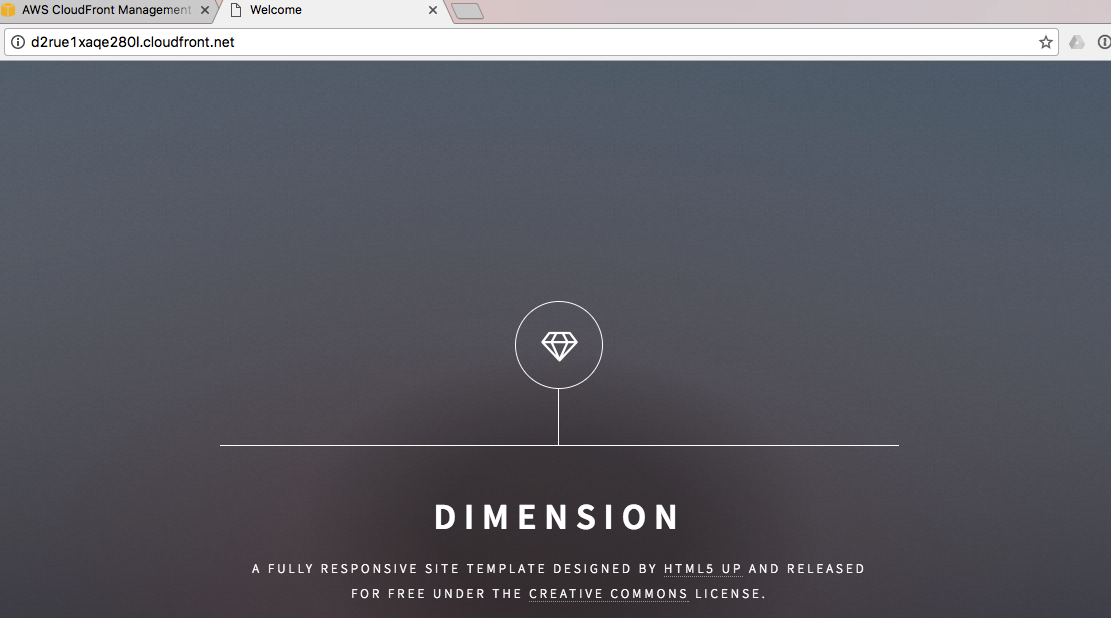 AWS CloudFront Management
Welcome
d2rue1xaqe280l.cloudfront.net
DIMENSION
A FULLY RESPONSIVE SITE TEMPLATE DESIGNED BY HTML5 UP AND RELEASED
FOR FREE UNDER THE CREATIVE COMMONS LICENSE.